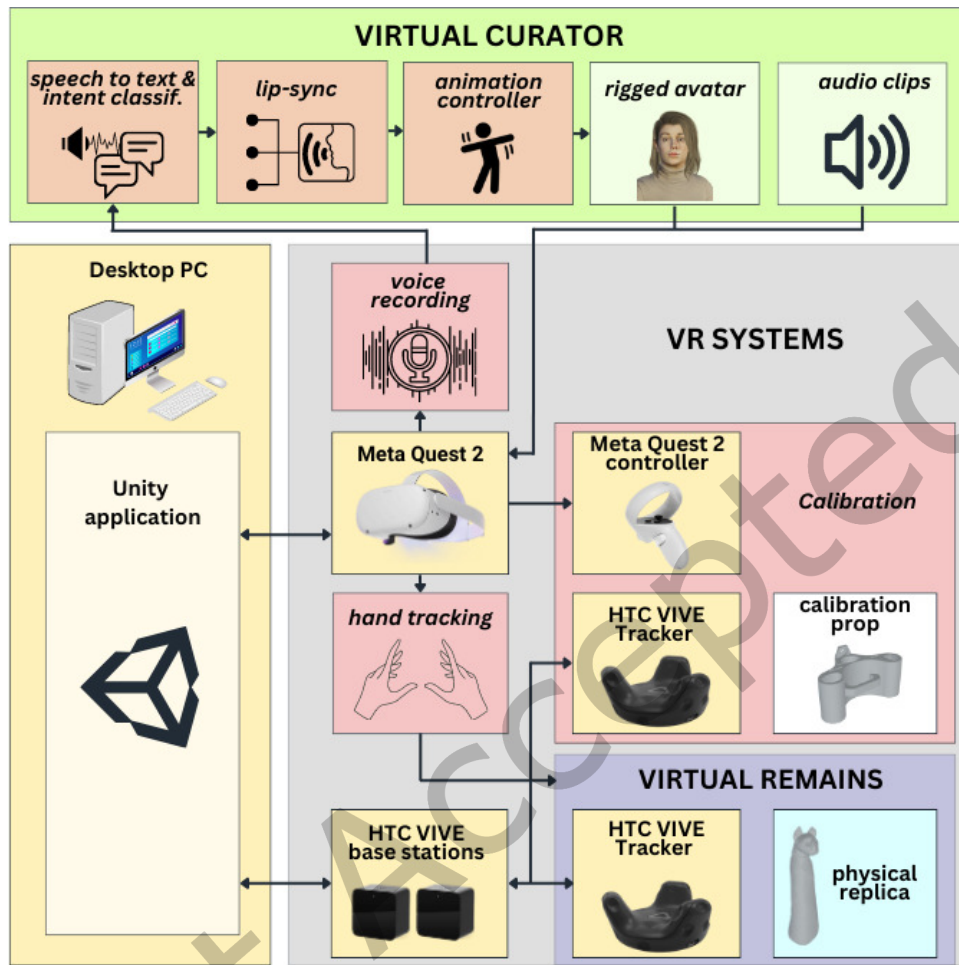 VIRTUAL CURATOR
speech to text &
intent classif.
lip-sync
animation
controller
rigged avatar
audio clips
Desktop PC
voice
recording
VR SYSTEMS
Meta Quest 2
Meta Quest 2
controller
Calibration
Unity
application
hand tracking
HTC VIVE
Tracker
calibration
prop
VIRTUAL REMAINS
HTC VIVE
base stations
HTC VIVE
Tracker
physical
replica
Accepted